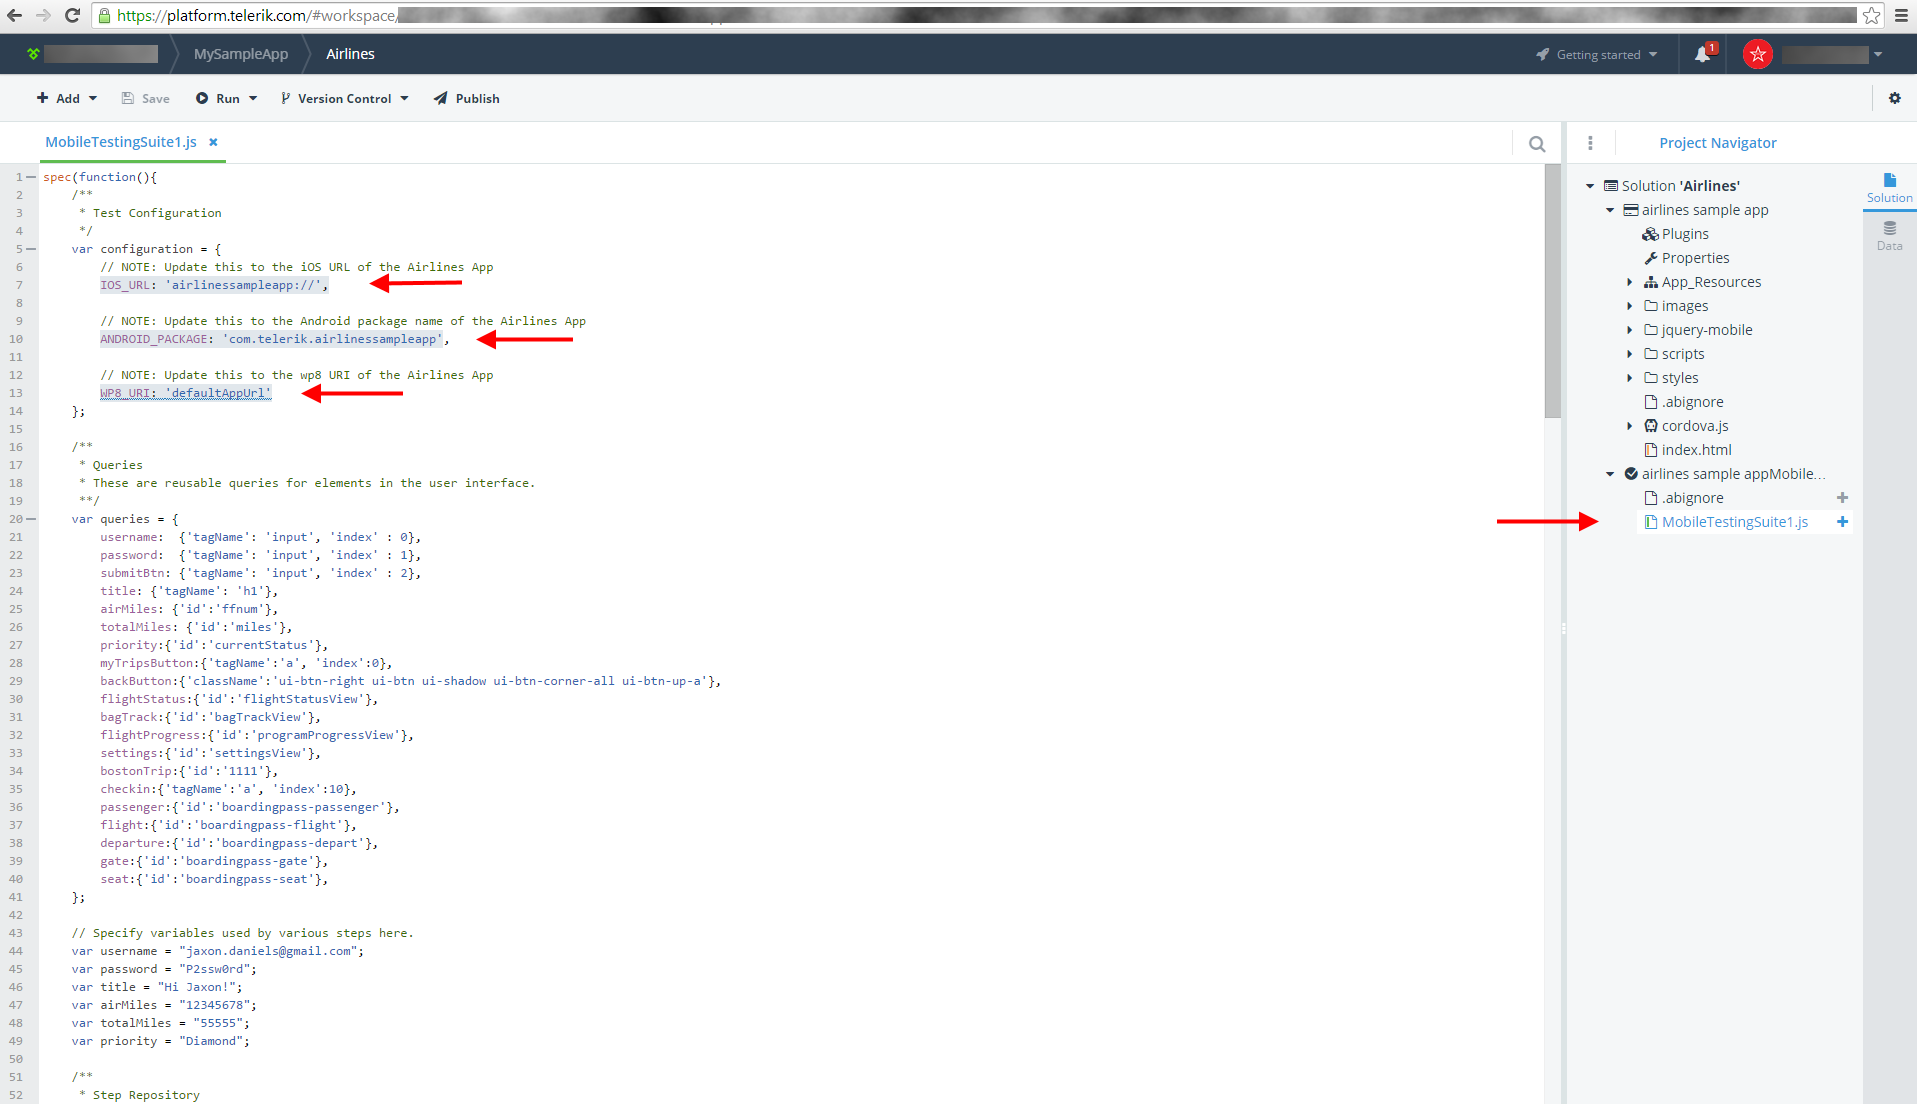 https://platform.telerik.com/#workspace/
MySampleApp
Airlines
Getting started
1
Add
Save
Run
Version Control
Publish
MobileTestingSuite1.js ×
1 spec(function(){
2     /**
3      * Test Configuration
4      */
5     var configuration = {
6         // NOTE: Update this to the iOS URL of the Airlines App
7         IOS_URL: 'airlinessampleapp://',
8
9         // NOTE: Update this to the Android package name of the Airlines App
10         ANDROID_PACKAGE: 'com.telerik.airlinessampleapp',
11
12         // NOTE: Update this to the wp8 URI of the Airlines App
13         WP8_URI: 'defaultAppUrl'
14     };
15
16     /**
17      * Queries
18      * These are reusable queries for elements in the user interface.
19      **/
20     var queries = {
21         username:  {'tagName': 'input', 'index' : 0},
22         password:  {'tagName': 'input', 'index' : 1},
23         submitBtn: {'tagName': 'input', 'index' : 2},
24         title: {'tagName': 'h1'},
25         airMiles: {'id':'ffnum'},
26         totalMiles: {'id':'miles'},
27         priority:{'id':'currentStatus'},
28         myTripsButton:{'tagName':'a', 'index':0},
29         backButton:{'className':'ui-btn-right ui-btn ui-shadow ui-btn-corner-all ui-btn-up-a'},
30         flightStatus:{'id':'flightStatusView'},
31         bagTrack:{'id':'bagTrackView'},
32         flightProgress:{'id':'programProgressView'},
33         settings:{'id':'settingsView'},
34         bostonTrip:{'id':'1111'},
35         checkin:{'tagName':'a', 'index':10},
36         passenger:{'id':'boardingpass-passenger'},
37         flight:{'id':'boardingpass-flight'},
38         departure:{'id':'boardingpass-depart'},
39         gate:{'id':'boardingpass-gate'},
40         seat:{'id':'boardingpass-seat'},
41     };
42
43     // Specify variables used by various steps here.
44     var username = "jaxon.daniels@gmail.com";
45     var password = "P2ssw0rd";
46     var title = "Hi Jaxon!";
47     var airMiles = "12345678";
48     var totalMiles = "55555";
49     var priority = "Diamond";
50
51     /**
52      * Step Repository
Project Navigator
Solution 'Airlines'
airlines sample app
Plugins
Properties
App_Resources
images
jquery-mobile
scripts
styles
.abignore
cordova.js
index.html
airlines sample appMobile...
.abignore
MobileTestingSuite1.js
Solution
Data